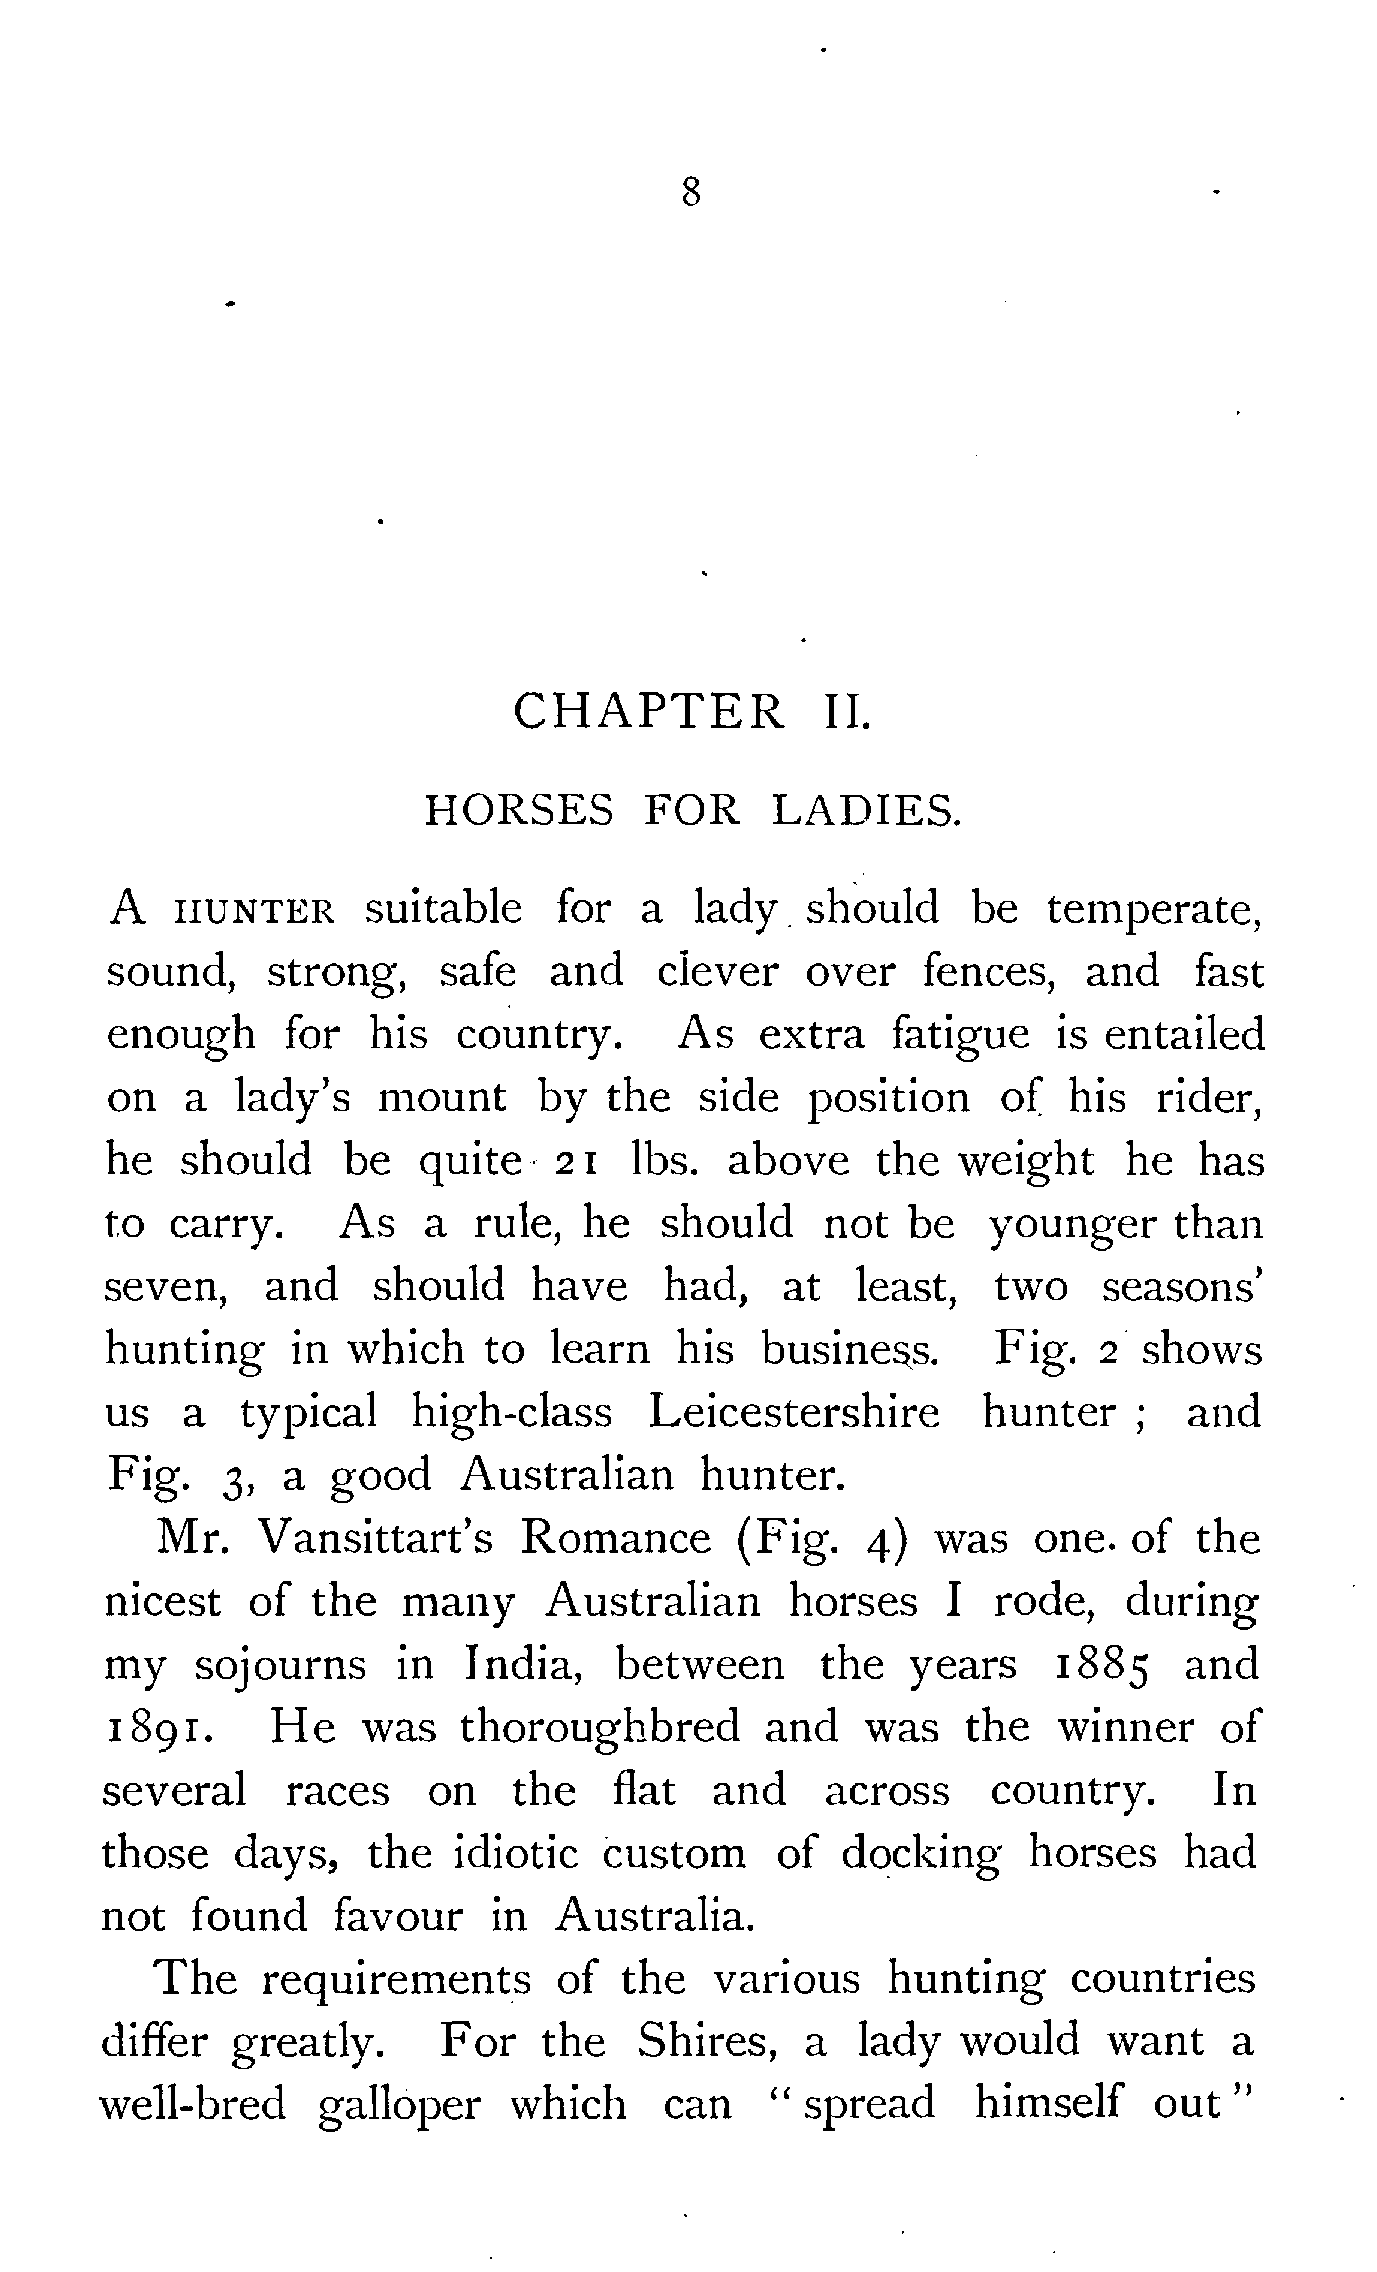 8
CHAPTER II.
HORSES FOR LADIES.
A HUNTER suitable for a lady should be temperate,
sound, strong, safe and clever over fences, and fast
enough for his country. As extra fatigue is entailed
on a lady's mount by the side position of his rider,
he should be quite 21 lbs. above the weight he has
to carry. As a rule, he should not be younger than
seven, and should have had, at least, two seasons'
hunting in which to learn his business. Fig. 2 shows
us a typical high-class Leicestershire hunter ; and
Fig. 3, a good Australian hunter.
Mr. Vansittart's Romance (Fig. 4) was one of the
nicest of the many Australian horses I rode, during
my sojourns in India, between the years 1885 and
1891. He was thoroughbred and was the winner of
several races on the flat and across country. In
those days, the idiotic custom of docking horses had
not found favour in Australia.
The requirements of the various hunting countries
differ greatly. For the Shires, a lady would want a
well-bred galloper which can " spread himself out "